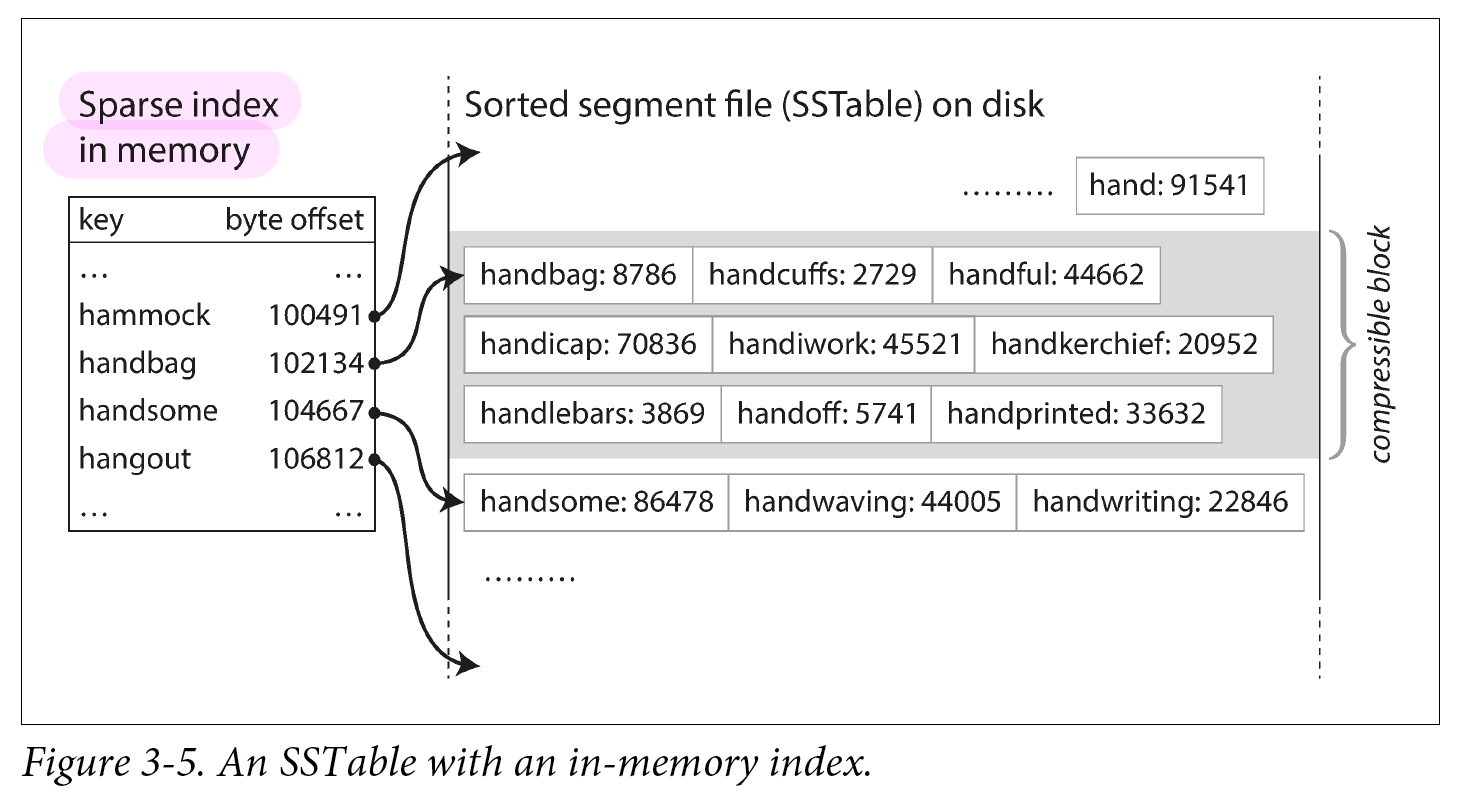 Sparse index
in memory
key byte offset
... ...
hammock 100491
handbag 102134
handsome 104667
hangout 106812
... ...
Sorted segment file (SSTable) on disk
......... hand: 91541
handbag: 8786 handcuffs: 2729 handful: 44662
handicap: 70836 handiwork: 45521 handkerchief: 20952
handlebars: 3869 handoff: 5741 handprinted: 33632
handsome: 86478 handwaving: 44005 handwriting: 22846
.........
compressible block
Figure 3-5. An SSTable with an in-memory index.